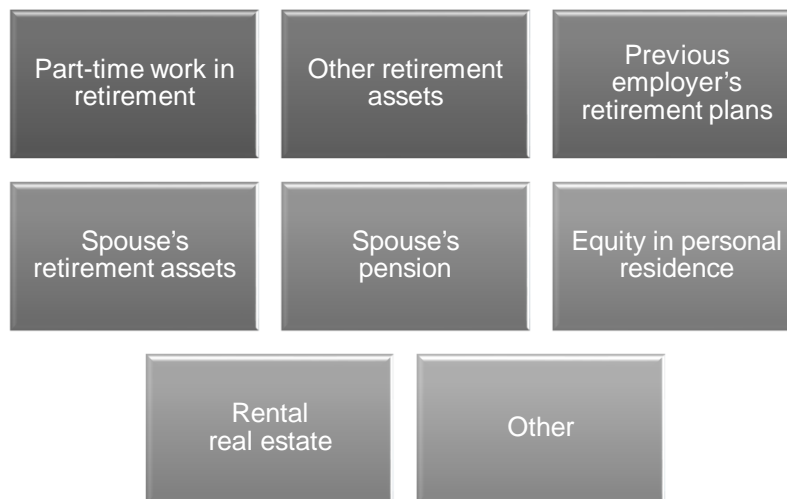 Part-time work in
retirement
Other retirement
assets
Previous
employer’s
retirement plans
Spouse’s
retirement assets
Spouse’s
pension
Equity in personal
residence
Rental
real estate
Other